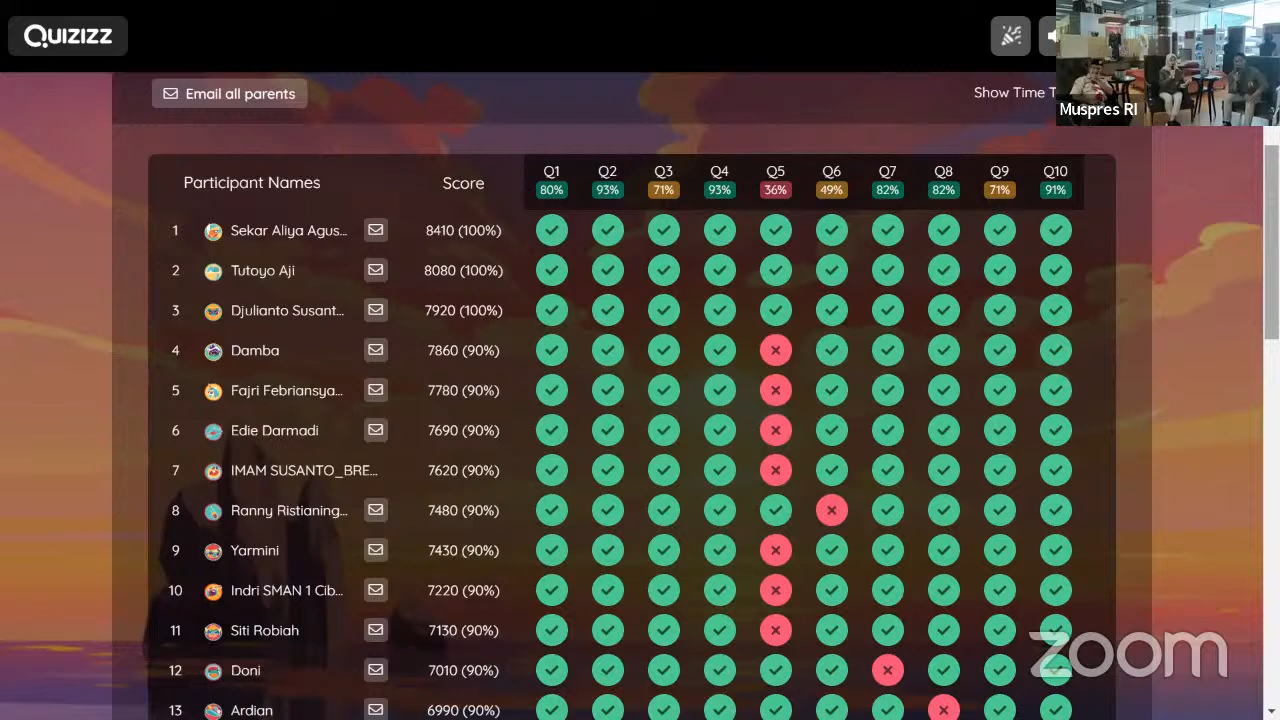 Quizizz
Email all parents
Show Time T
Muspres RI
Participant Names Score Q1 Q2 Q3 Q4 Q5 Q6 Q7 Q8 Q9 Q10
80% 93% 71% 93% 36% 49% 82% 82% 71% 91%
1 Sekar Aliya Agus... 8410 (100%)
2 Tutoyo Aji 8080 (100%)
3 Djulianto Susant... 7920 (100%)
4 Damba 7860 (90%)
5 Fajri Febriansya... 7780 (90%)
6 Edie Darmadi 7690 (90%)
7 IMAM SUSANTO_BRE... 7620 (90%)
8 Ranny Ristianing... 7480 (90%)
9 Yarmini 7430 (90%)
10 Indri SMAN 1 Cib... 7220 (90%)
11 Siti Robiah 7130 (90%)
12 Doni 7010 (90%)
13 Ardian 6990 (90%)
zoom